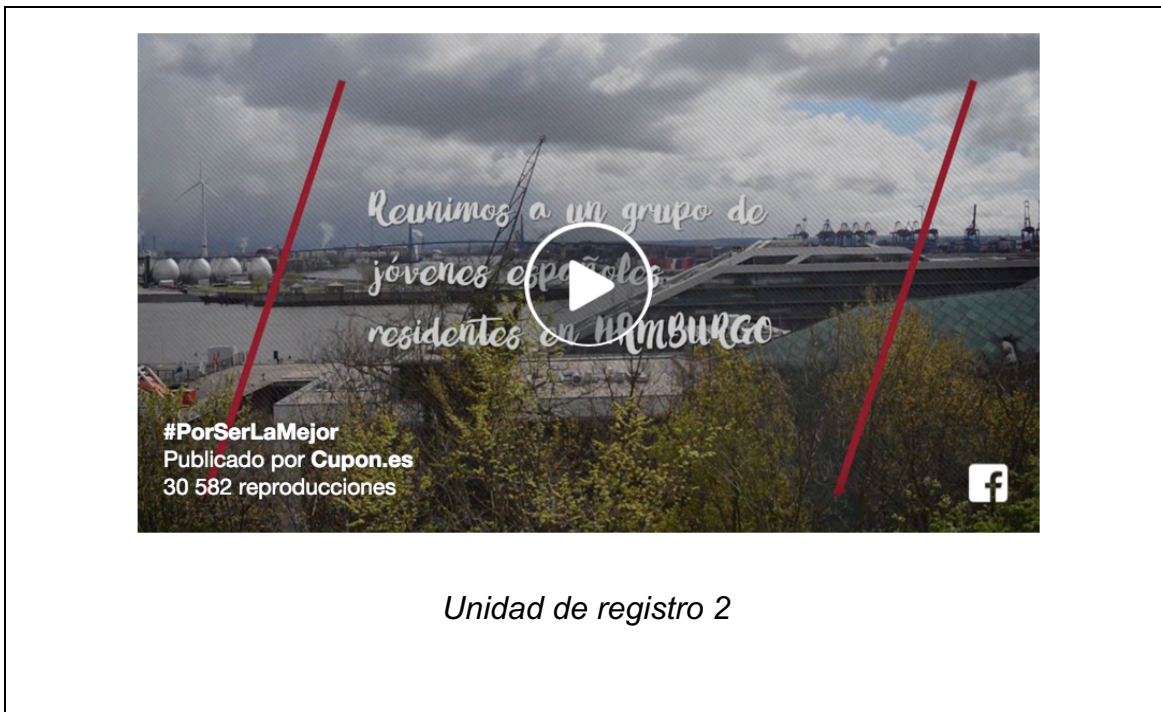 Reunimos a un grupo de
jóvenes españoles
residentes en HAMBURGO
#PorSerLaMejor
Publicado por Cupon.es
30 582 reproducciones
Unidad de registro 2